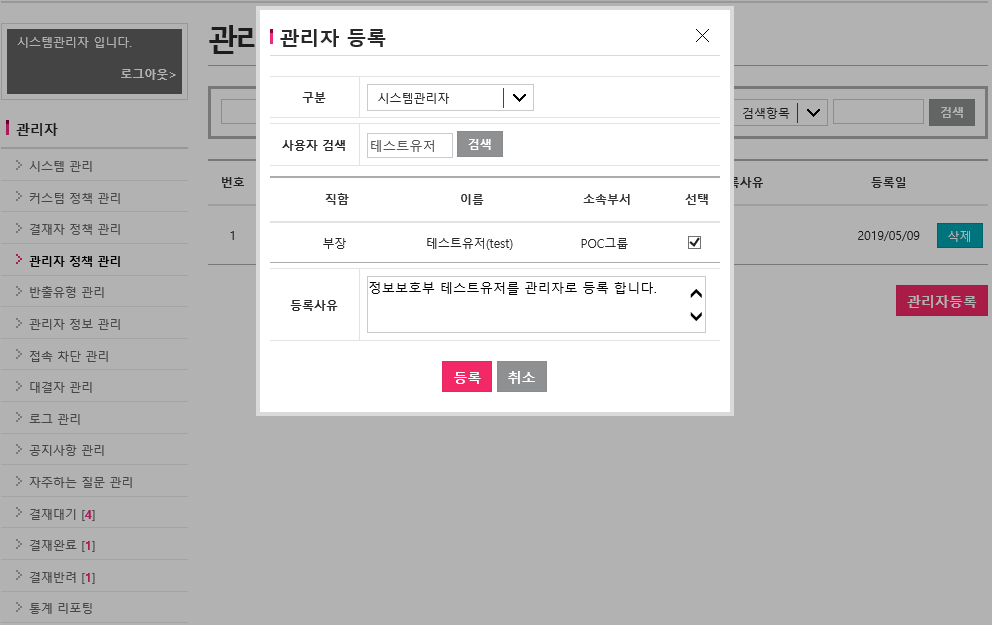 시스템관리자 입니다.
로그아웃>
관리자
시스템 관리
커스텀 정책 관리
결재자 정책 관리
관리자 정책 관리
반출유형 관리
관리자 정보 관리
접속 차단 관리
대결자 관리
로그 관리
공지사항 관리
자주하는 질문 관리
결재대기 [4]
결재완료 [1]
결재반려 [1]
통계 리포팅
관리
검색항목 검색
번호 사유 등록일
1 2019/05/09 삭제
관리자등록
관리자 등록
구분 시스템관리자
사용자 검색 테스트유저 검색
직함 이름 소속부서 선택
부장 테스트유저(test) POC그룹
등록사유 정보보호부 테스트유저를 관리자로 등록 합니다.
등록 취소